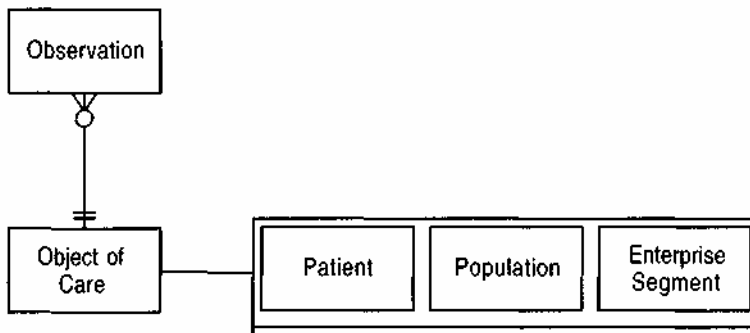 Observation
Object of
Care
Patient
Population
Enterprise
Segment